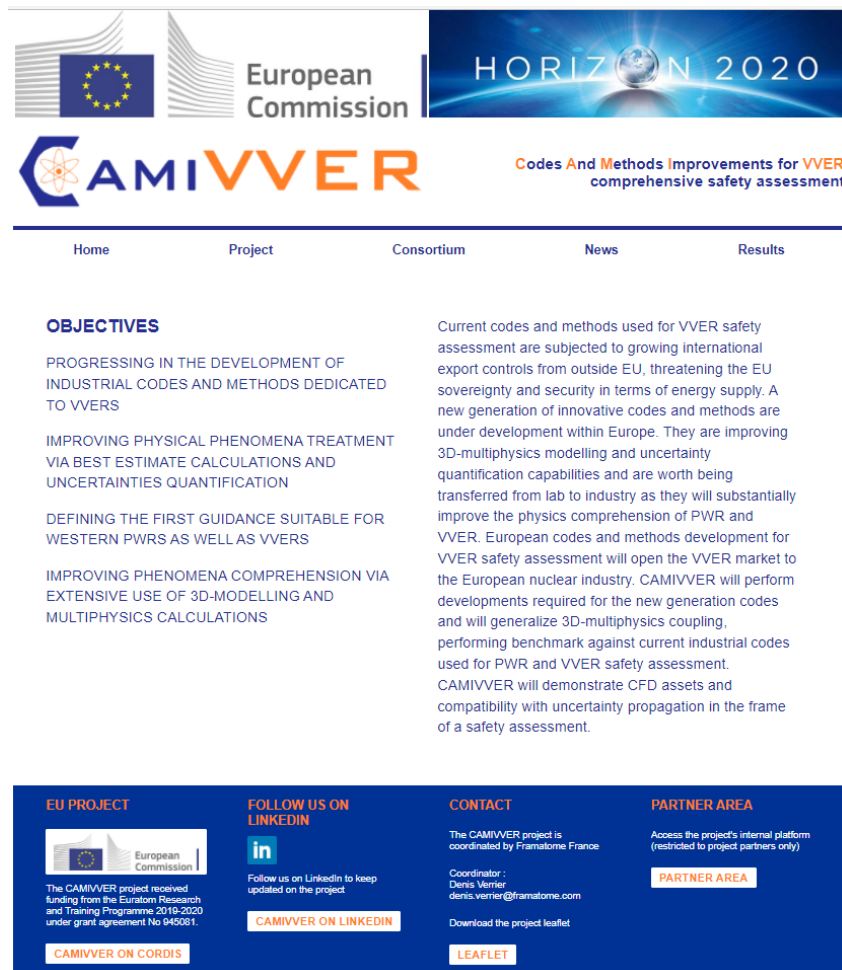 European
Commission
HORIZON 2020
CAMIVVER
Codes And Methods Improvements for VVER
comprehensive safety assessment
Home Project Consortium News Results
OBJECTIVES
PROGRESSING IN THE DEVELOPMENT OF
INDUSTRIAL CODES AND METHODS DEDICATED
TO VVERS
IMPROVING PHYSICAL PHENOMENA TREATMENT
VIA BEST ESTIMATE CALCULATIONS AND
UNCERTAINTIES QUANTIFICATION
DEFINING THE FIRST GUIDANCE SUITABLE FOR
WESTERN PWRS AS WELL AS VVERS
IMPROVING PHENOMENA COMPREHENSION VIA
EXTENSIVE USE OF 3D-MODELLING AND
MULTIPHYSICS CALCULATIONS
Current codes and methods used for VVER safety
assessment are subjected to growing international
export controls from outside EU, threatening the EU
sovereignty and security in terms of energy supply. A
new generation of innovative codes and methods are
under development within Europe. They are improving
3D-multiphysics modelling and uncertainty
quantification capabilities and are worth being
transferred from lab to industry as they will substantially
improve the physics comprehension of PWR and
VVER. European codes and methods development for
VVER safety assessment will open the VVER market to
the European nuclear industry. CAMIVVER will perform
developments required for the new generation codes
and will generalize 3D-multiphysics coupling,
performing benchmark against current industrial codes
used for PWR and VVER safety assessment.
CAMIVVER will demonstrate CFD assets and
compatibility with uncertainty propagation in the frame
of a safety assessment.
EU PROJECT
European
Commission
The CAMIVVER project received
funding from the Euratom Research
and Training Programme 2019-2020
under grant agreement No 945081.
CAMIVVER ON CORDIS
FOLLOW US ON
LINKEDIN
in
Follow us on LinkedIn to keep
updated on the project
CAMIVVER ON LINKEDIN
CONTACT
The CAMIVVER project is
coordinated by Framatome France
Coordinator :
Denis Verrier
denis.verrier@framatome.com
Download the project leaflet
LEAFLET
PARTNER AREA
Access the project's internal platform
(restricted to project partners only)
PARTNER AREA